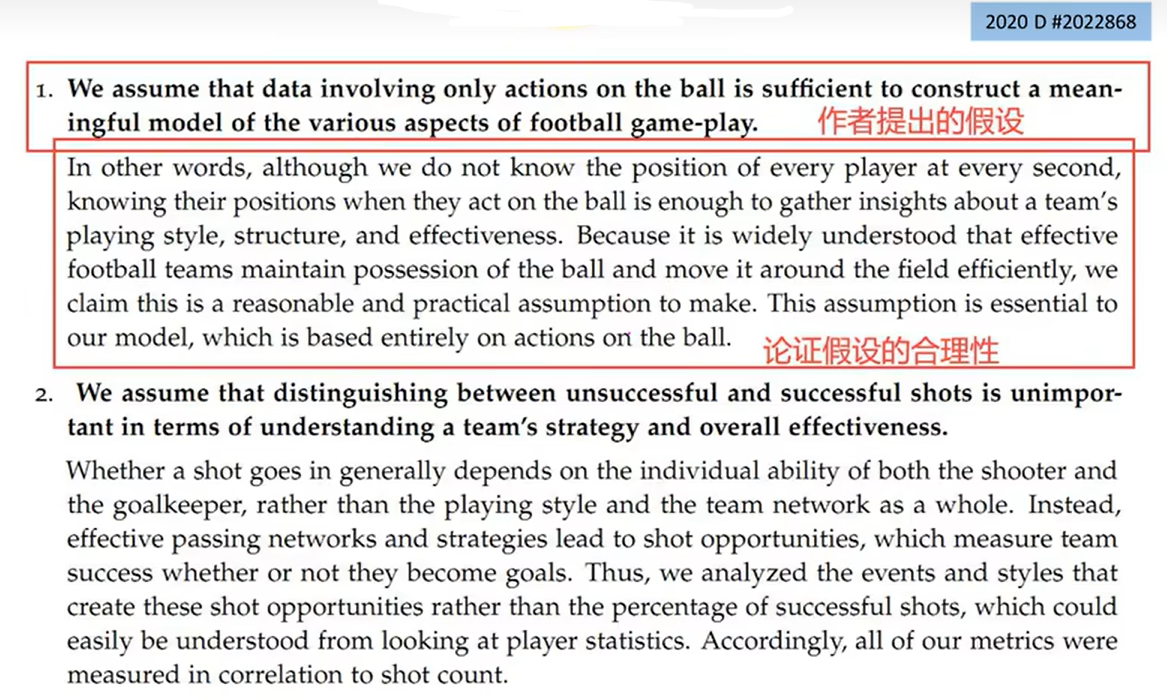 2020 D #2022868
1. We assume that data involving only actions on the ball is sufficient to construct a mean-
ingful model of the various aspects of football game-play. 作者提出的假设
In other words, although we do not know the position of every player at every second,
knowing their positions when they act on the ball is enough to gather insights about a team's
playing style, structure, and effectiveness. Because it is widely understood that effective
football teams maintain possession of the ball and move it around the field efficiently, we
claim this is a reasonable and practical assumption to make. This assumption is essential to
our model, which is based entirely on actions on the ball. 论证假设的合理性
2. We assume that distinguishing between unsuccessful and successful shots is unimpor-
tant in terms of understanding a team's strategy and overall effectiveness.
Whether a shot goes in generally depends on the individual ability of both the shooter and
the goalkeeper, rather than the playing style and the team network as a whole. Instead,
effective passing networks and strategies lead to shot opportunities, which measure team
success whether or not they become goals. Thus, we analyzed the events and styles that
create these shot opportunities rather than the percentage of successful shots, which could
easily be understood from looking at player statistics. Accordingly, all of our metrics were
measured in correlation to shot count.